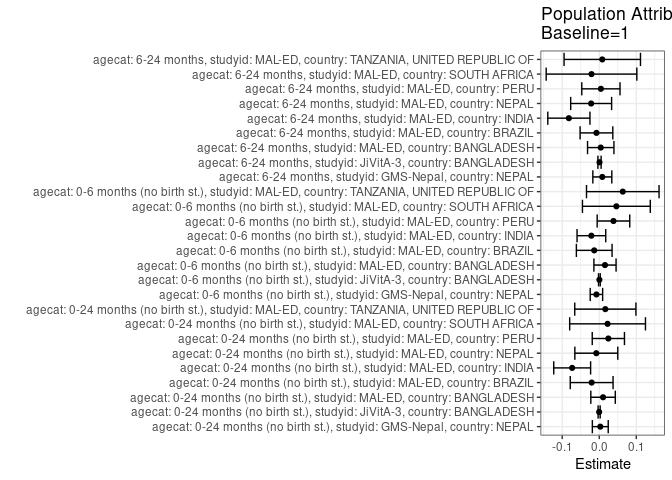 Population Attrib
Baseline=1
agecat: 6-24 months, studyid: MAL-ED, country: TANZANIA, UNITED REPUBLIC OF
agecat: 6-24 months, studyid: MAL-ED, country: SOUTH AFRICA
agecat: 6-24 months, studyid: MAL-ED, country: PERU
agecat: 6-24 months, studyid: MAL-ED, country: NEPAL
agecat: 6-24 months, studyid: MAL-ED, country: INDIA
agecat: 6-24 months, studyid: MAL-ED, country: BRAZIL
agecat: 6-24 months, studyid: MAL-ED, country: BANGLADESH
agecat: 6-24 months, studyid: JiVitA-3, country: BANGLADESH
agecat: 6-24 months, studyid: GMS-Nepal, country: NEPAL
agecat: 0-6 months (no birth st.), studyid: MAL-ED, country: TANZANIA, UNITED REPUBLIC OF
agecat: 0-6 months (no birth st.), studyid: MAL-ED, country: SOUTH AFRICA
agecat: 0-6 months (no birth st.), studyid: MAL-ED, country: PERU
agecat: 0-6 months (no birth st.), studyid: MAL-ED, country: INDIA
agecat: 0-6 months (no birth st.), studyid: MAL-ED, country: BRAZIL
agecat: 0-6 months (no birth st.), studyid: MAL-ED, country: BANGLADESH
agecat: 0-6 months (no birth st.), studyid: JiVitA-3, country: BANGLADESH
agecat: 0-6 months (no birth st.), studyid: GMS-Nepal, country: NEPAL
agecat: 0-24 months (no birth st.), studyid: MAL-ED, country: TANZANIA, UNITED REPUBLIC OF
agecat: 0-24 months (no birth st.), studyid: MAL-ED, country: SOUTH AFRICA
agecat: 0-24 months (no birth st.), studyid: MAL-ED, country: PERU
agecat: 0-24 months (no birth st.), studyid: MAL-ED, country: NEPAL
agecat: 0-24 months (no birth st.), studyid: MAL-ED, country: INDIA
agecat: 0-24 months (no birth st.), studyid: MAL-ED, country: BRAZIL
agecat: 0-24 months (no birth st.), studyid: MAL-ED, country: BANGLADESH
agecat: 0-24 months (no birth st.), studyid: JiVitA-3, country: BANGLADESH
agecat: 0-24 months (no birth st.), studyid: GMS-Nepal, country: NEPAL
-0.1 0.0 0.1
Estimate